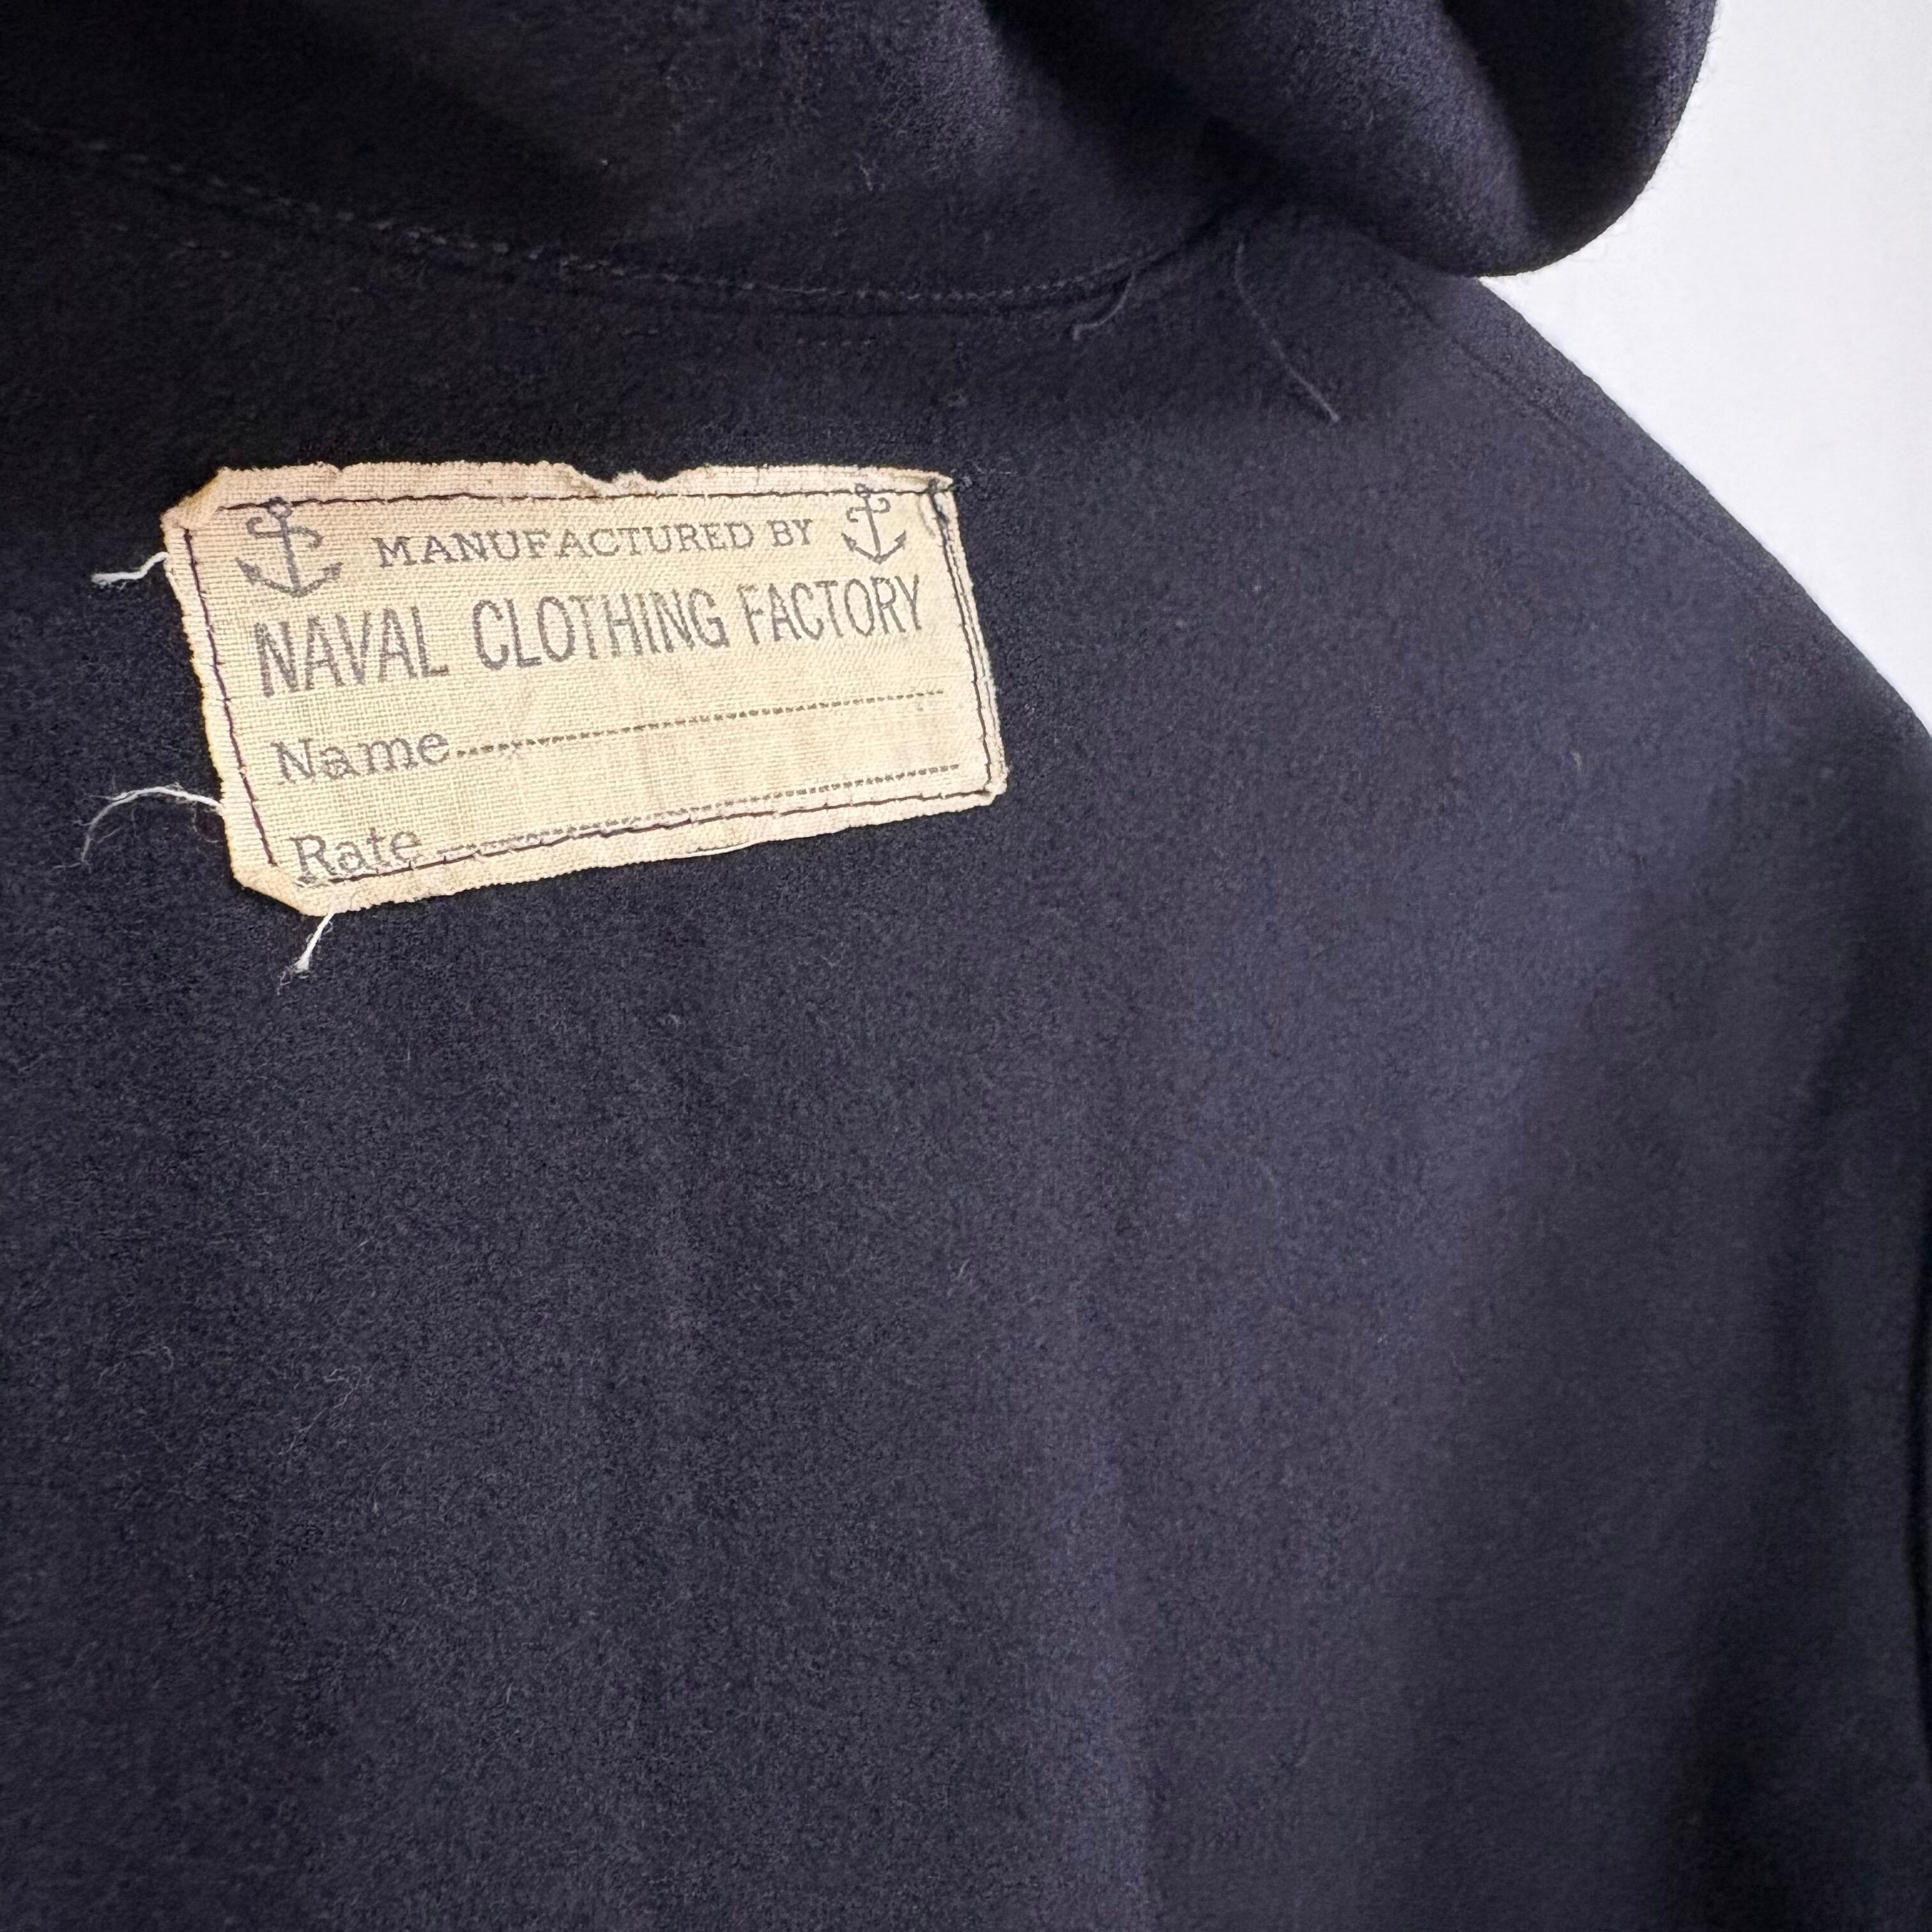 MANUFACTURED BY
NAVAL CLOTHING FACTORY
Name
Rate